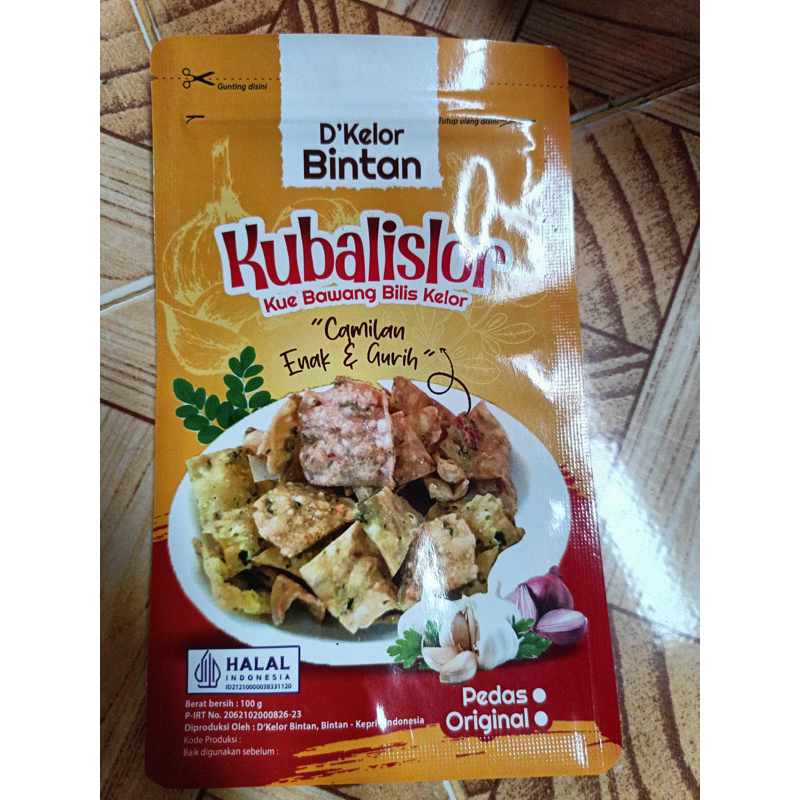 Gunting disini
Tutup ulang disini
D'Kelor
Bintan
Kubalislor
Kue Bawang Bilis Kelor
"Camilan
Enak & Gurih"
HALAL
INDONESIA
ID21210000038331120
Berat bersih : 100 g
P-IRT No. 2062102000826-23
Diproduksi Oleh : D'Kelor Bintan, Bintan - Kepri Indonesia
Kode Produksi :
Baik digunakan sebelum :
Pedas
Original